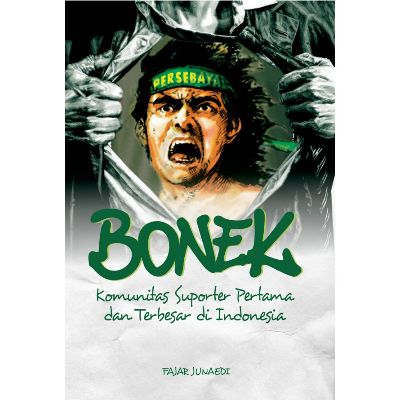 PERSEBAYA
BONEK
Komunitas Suporter Pertama
dan Terbesar di Indonesia
FAJAR JUNAEDI